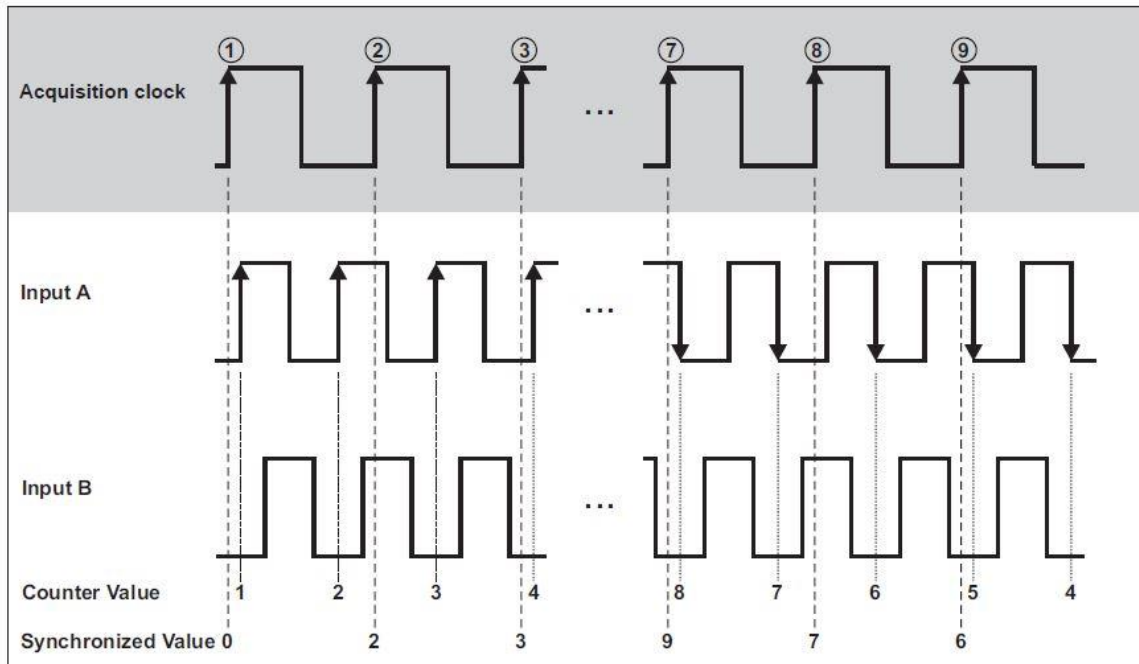 ① ② ③ ⑦ ⑧ ⑨
Acquisition clock
...
Input A
...
Input B
...
Counter Value 1 2 3 4 8 7 6 5 4
Synchronized Value 0 2 3 9 7 6